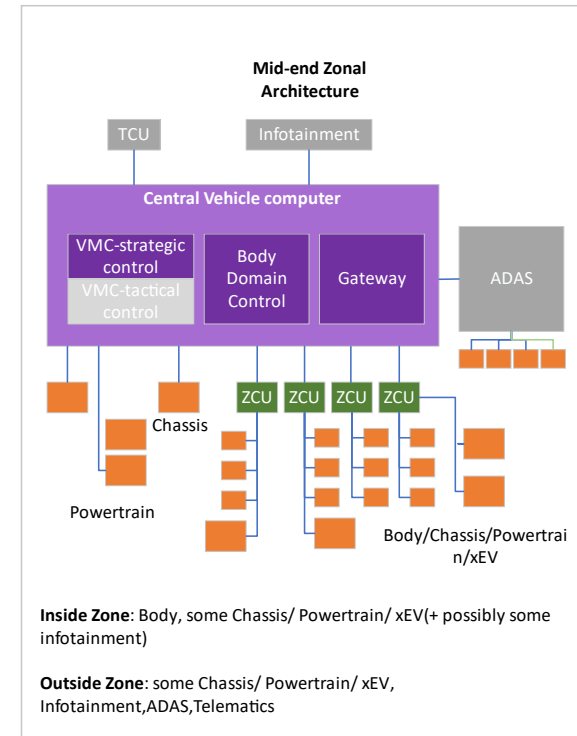 Mid-end Zonal
Architecture
TCU
Infotainment
Central Vehicle computer
VMC-strategic
control
VMC-tactical
control
Body
Domain
Control
Gateway
ADAS
ZCU
ZCU
ZCU
ZCU
Chassis
Powertrain
Body/Chassis/Powertrai
n/xEV
Inside Zone: Body, some Chassis/ Powertrain/ xEV(+ possibly some
infotainment)
Outside Zone: some Chassis/ Powertrain/ xEV,
Infotainment,ADAS,Telematics